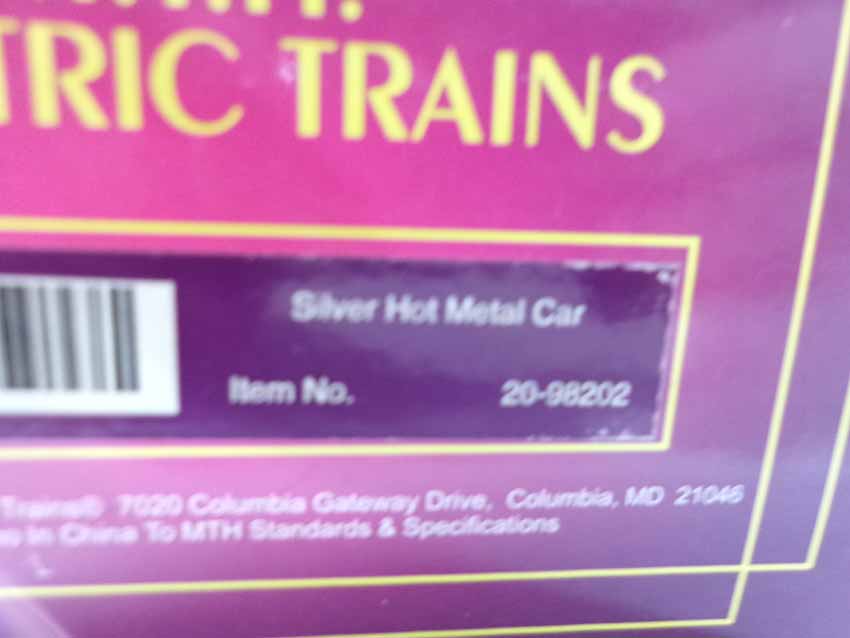 TRIC TRAINS
Silver Hot Metal Car
Item No. 20-98202
Trains® 7020 Columbia Gateway Drive, Columbia, MD 21046
In China To MTH Standards & Specifications